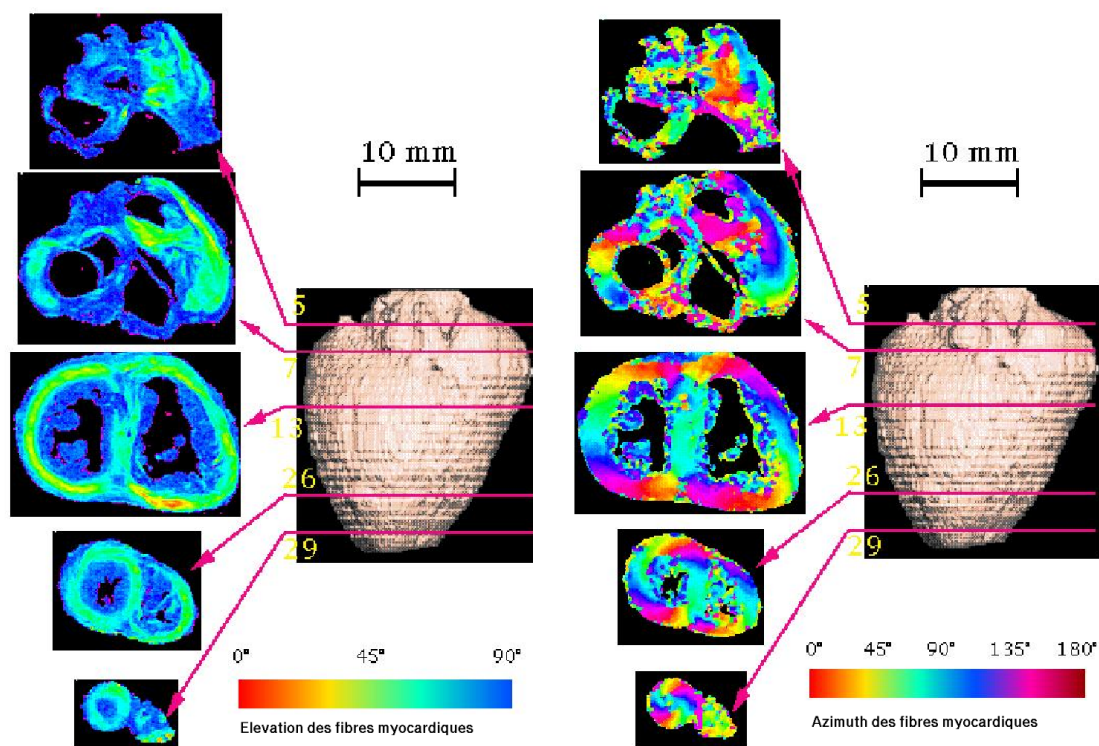 10 mm
5
7
13
26
29
0° 45° 90°
Elevation des fibres myocardiques
10 mm
5
7
13
26
29
0° 45° 90° 135° 180°
Azimuth des fibres myocardiques